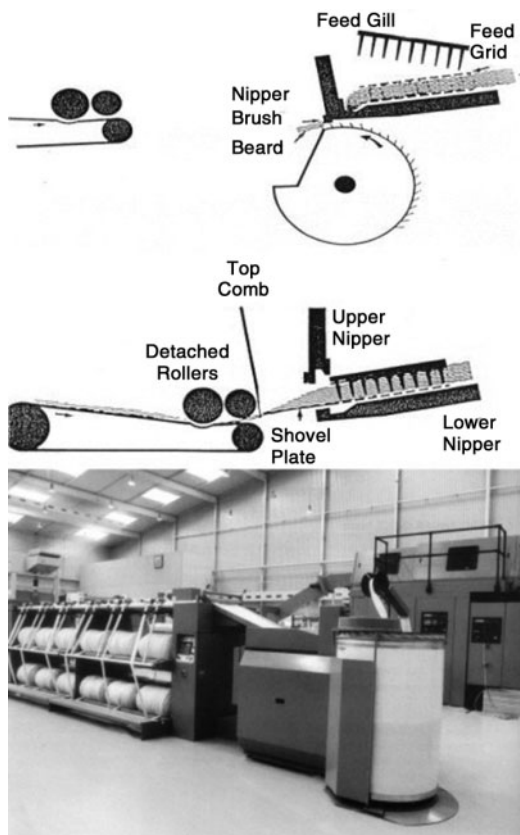 Feed Gill
Feed
Grid
Nipper
Brush
Beard
Top
Comb
Upper
Nipper
Detached
Rollers
Shovel
Plate
Lower
Nipper